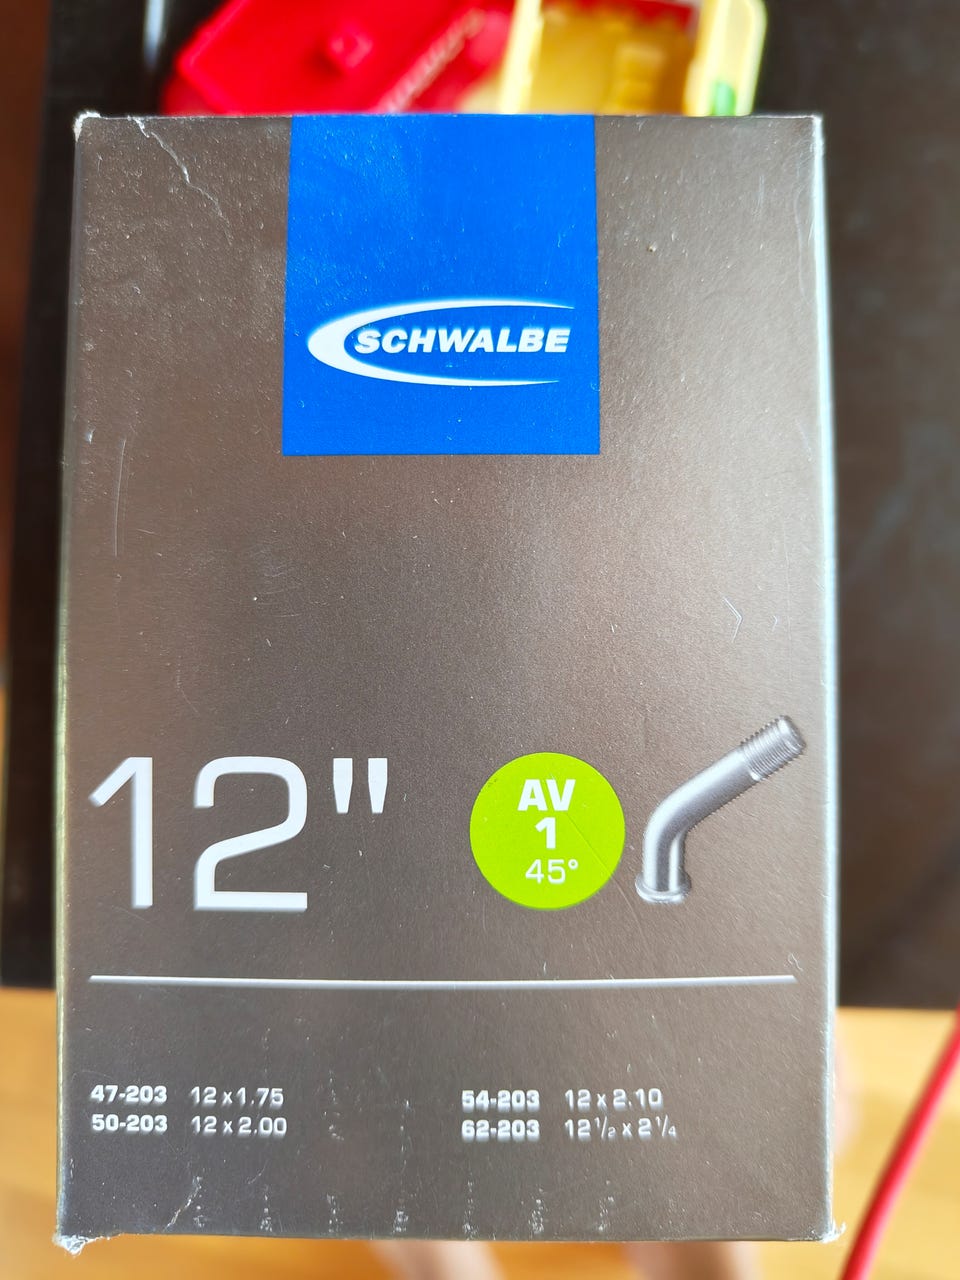 SCHWALBE
12"
AV
1
45°
47-203 12 x 1.75
50-203 12 x 2.00
54-203 12 x 2.10
62-203 12 1/2 x 2 1/4